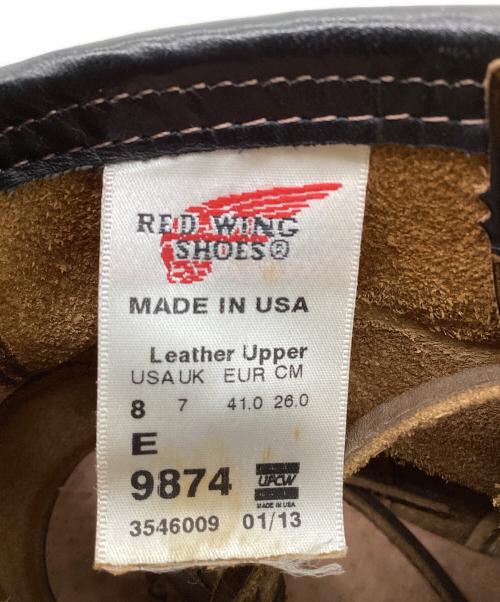 RED WING
SHOES®
MADE IN USA
Leather Upper
USA UK EUR CM
8 7 41.0 26.0
E
9874 UFCW
MADE IN USA
3546009 01/13